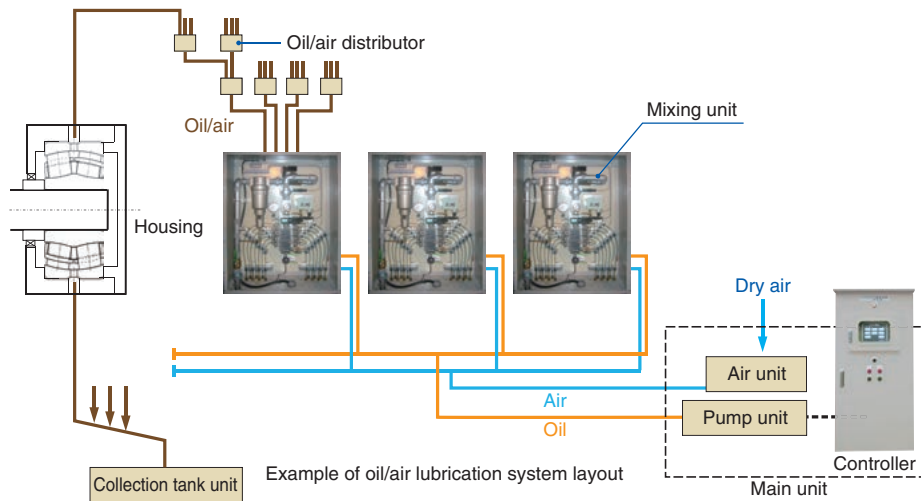 Oil/air distributor
Oil/air
Mixing unit
Housing
Dry air
Air unit
Air
Pump unit
Oil
Controller
Main unit
Collection tank unit
Example of oil/air lubrication system layout